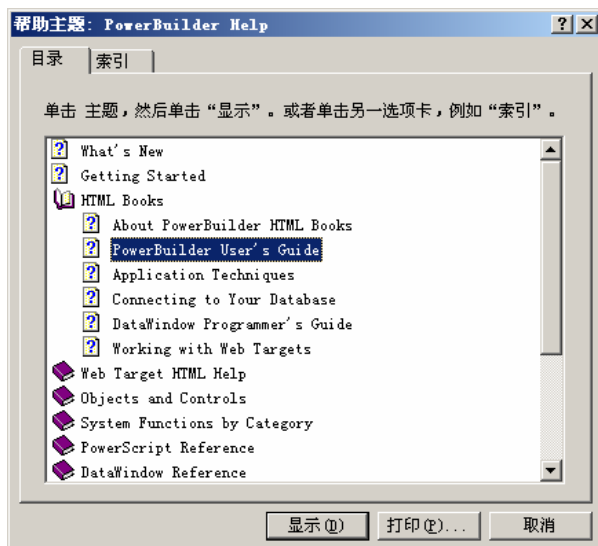 帮助主题: PowerBuilder Help
目录
索引
单击 主题，然后单击“显示”。或者单击另一选项卡，例如“索引”。
What's New
Getting Started
HTML Books
About PowerBuilder HTML Books
PowerBuilder User's Guide
Application Techniques
Connecting to Your Database
DataWindow Programmer's Guide
Working with Web Targets
Web Target HTML Help
Objects and Controls
System Functions by Category
PowerScript Reference
DataWindow Reference
显示(D)
打印(P)...
取消